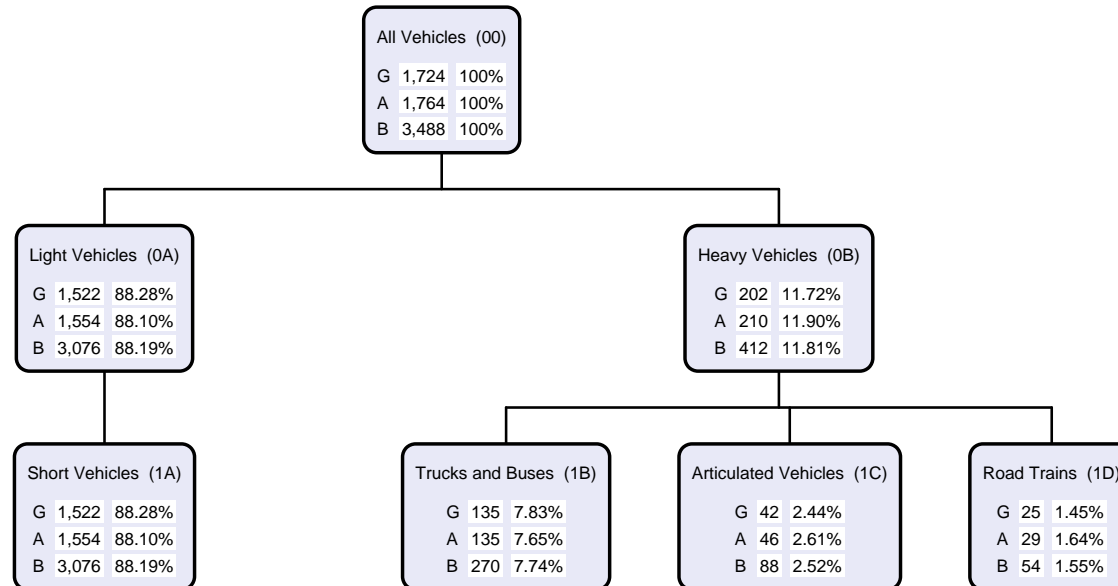 All Vehicles (00)
G 1,724 100%
A 1,764 100%
B 3,488 100%
Light Vehicles (0A)
G 1,522 88.28%
A 1,554 88.10%
B 3,076 88.19%
Heavy Vehicles (0B)
G 202 11.72%
A 210 11.90%
B 412 11.81%
Short Vehicles (1A)
G 1,522 88.28%
A 1,554 88.10%
B 3,076 88.19%
Trucks and Buses (1B)
G 135 7.83%
A 135 7.65%
B 270 7.74%
Articulated Vehicles (1C)
G 42 2.44%
A 46 2.61%
B 88 2.52%
Road Trains (1D)
G 25 1.45%
A 29 1.64%
B 54 1.55%